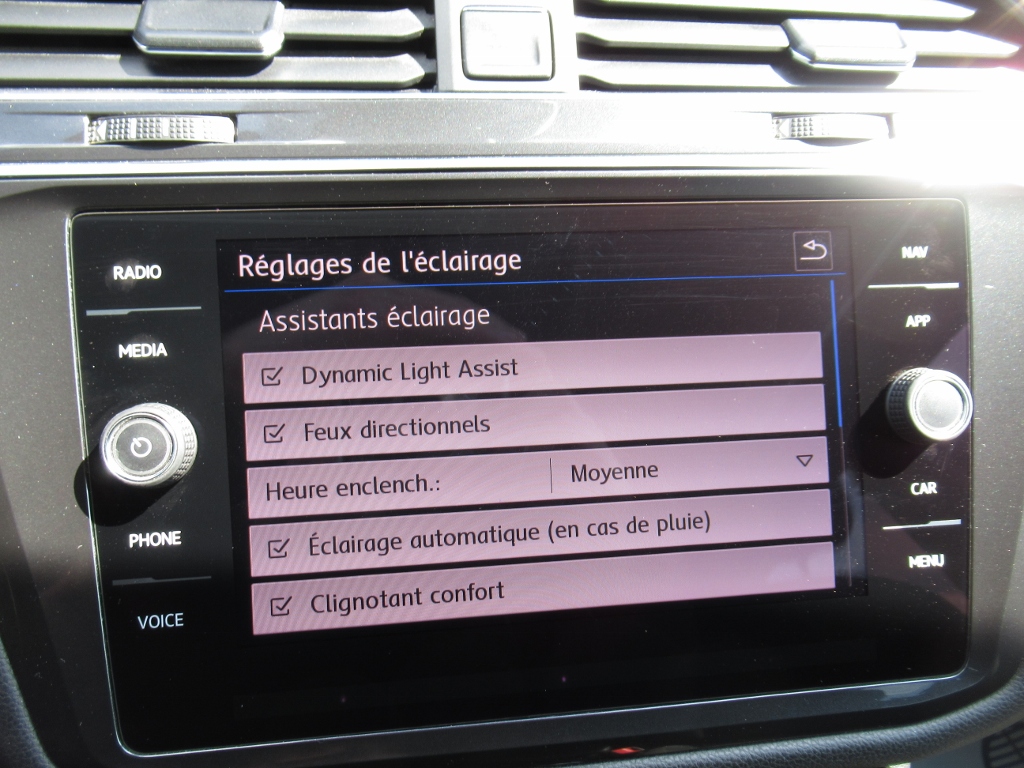 RADIO
MEDIA
PHONE
VOICE
Réglages de l'éclairage
Assistants éclairage
Dynamic Light Assist
Feux directionnels
Heure enclench.: Moyenne
Éclairage automatique (en cas de pluie)
Clignotant confort
NAV
APP
CAR
MENU